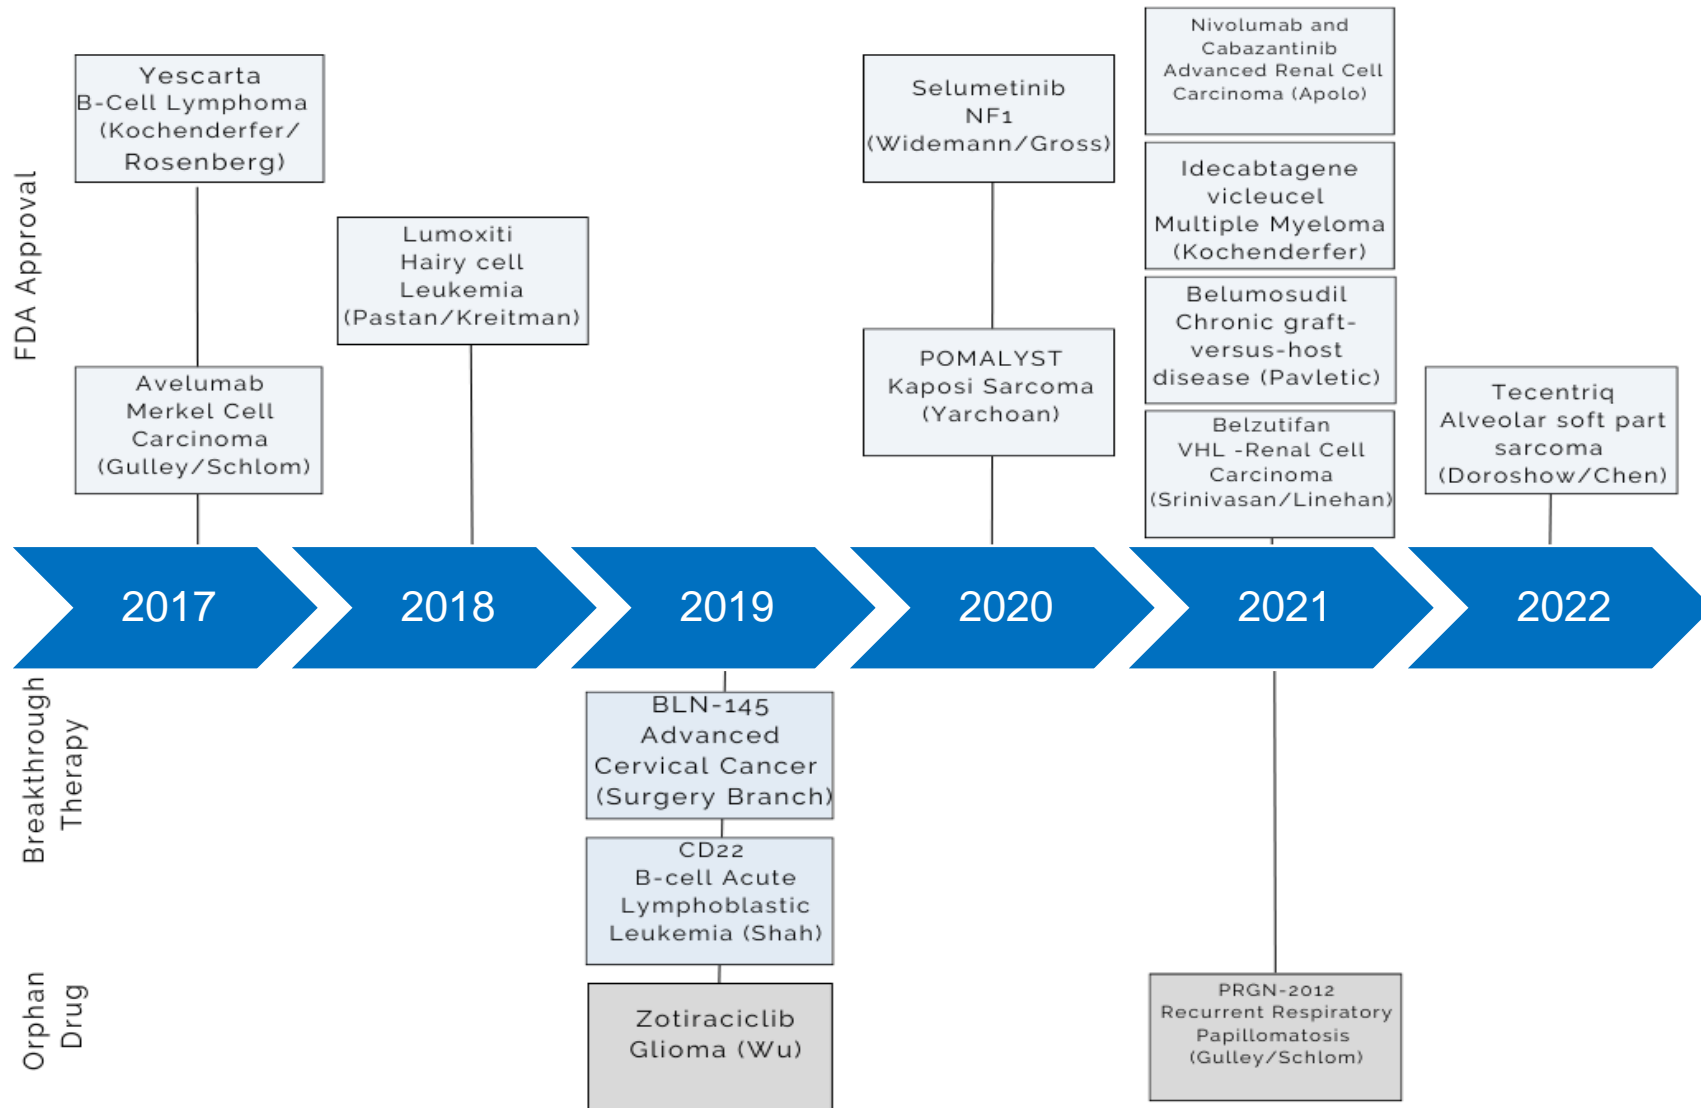 FDA Approval
Yescarta
B-Cell Lymphoma
(Kochenderfer/
Rosenberg)
Avelumab
Merkel Cell
Carcinoma
(Gulley/Schlom)
Lumoxiti
Hairy cell
Leukemia
(Pastan/Kreitman)
Selumetinib
NF1
(Widemann/Gross)
POMALYST
Kaposi Sarcoma
(Yarchoan)
Nivolumab and
Cabazantinib
Advanced Renal Cell
Carcinoma (Apolo)
Idecabtagene
vicleucel
Multiple Myeloma
(Kochenderfer)
Belumosudil
Chronic graft-
versus-host
disease (Pavletic)
Belzutifan
VHL -Renal Cell
Carcinoma
(Srinivasan/Linehan)
Tecentriq
Alveolar soft part
sarcoma
(Doroshow/Chen)
2017
2018
2019
2020
2021
2022
Breakthrough
Therapy
BLN-145
Advanced
Cervical Cancer
(Surgery Branch)
CD22
B-cell Acute
Lymphoblastic
Leukemia (Shah)
Orphan
Drug
Zotiraciclib
Glioma (Wu)
PRGN-2012
Recurrent Respiratory
Papillomatosis
(Gulley/Schlom)